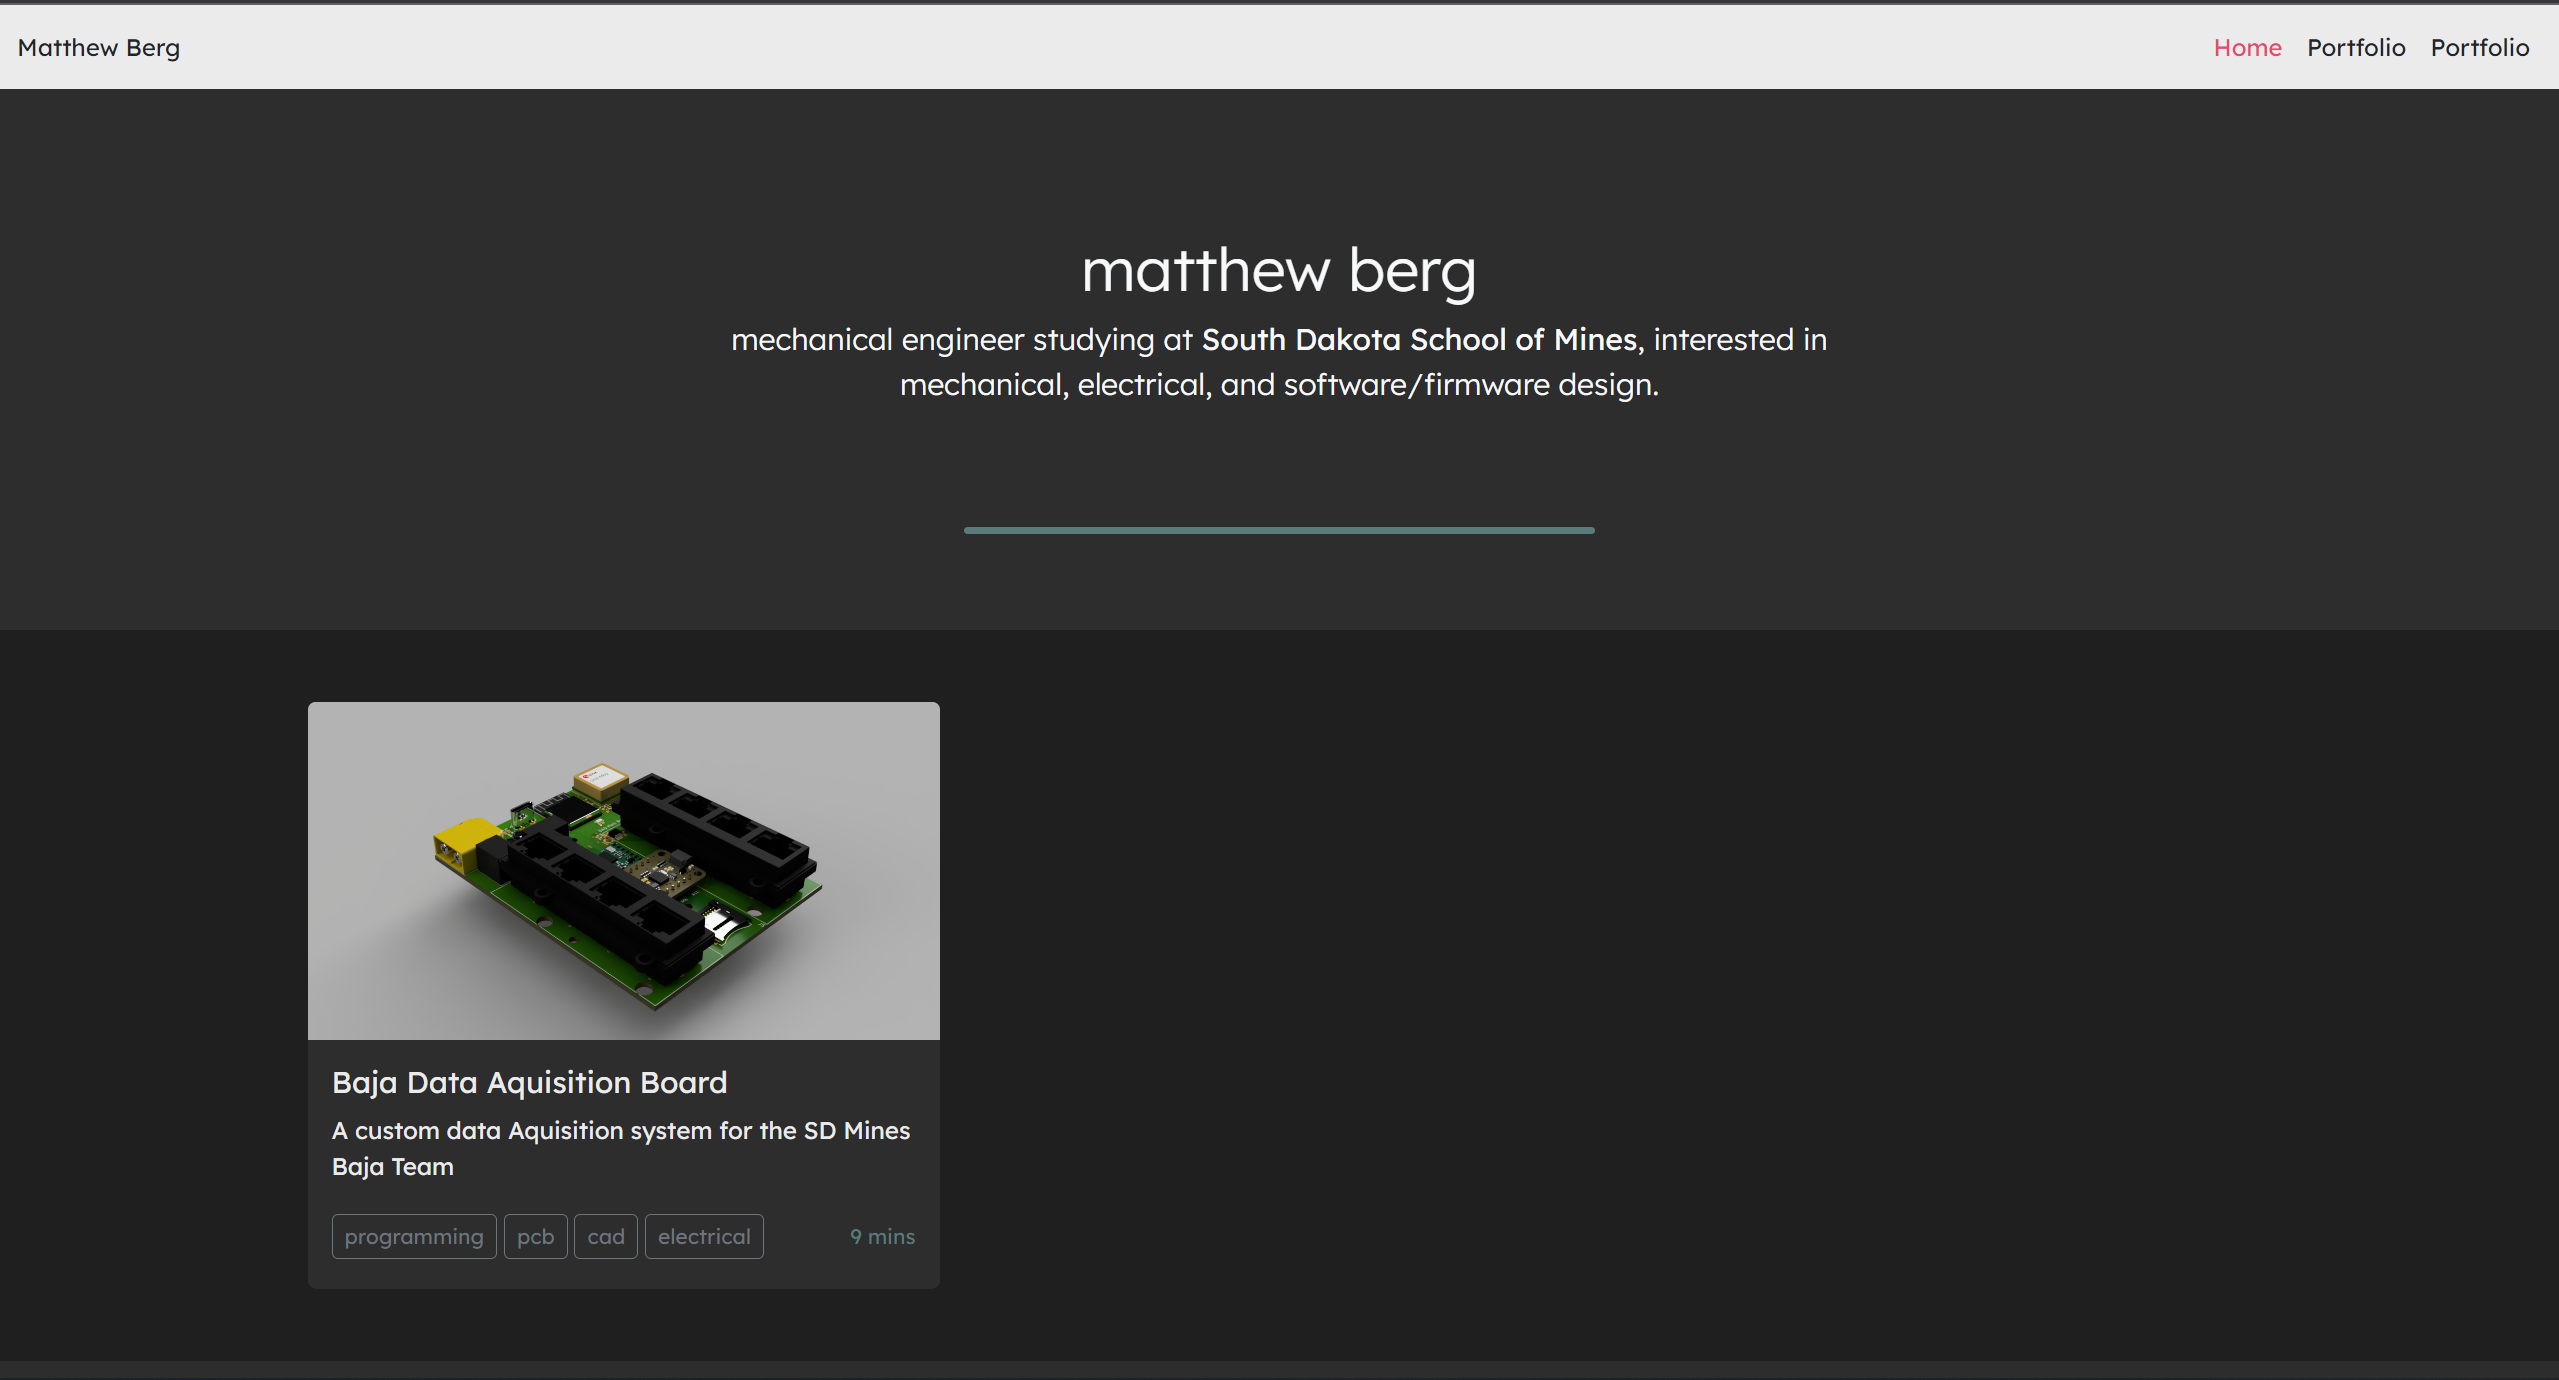 Matthew Berg
Home Portfolio Portfolio
matthew berg
mechanical engineer studying at South Dakota School of Mines, interested in
mechanical, electrical, and software/firmware design.
Baja Data Aquisition Board
A custom data Aquisition system for the SD Mines
Baja Team
programming pcb cad electrical 9 mins